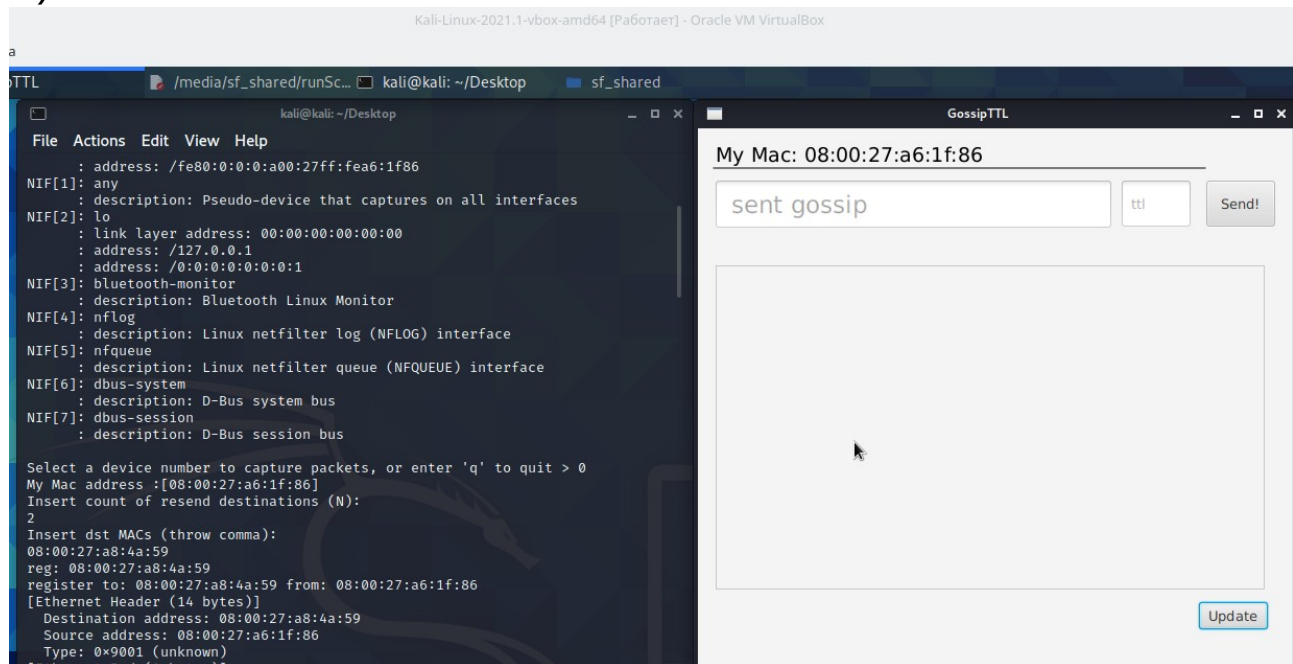 Kali-Linux-2021.1-vbox-amd64 [Работает] - Oracle VM VirtualBox
a
TTL
/media/sf_shared/runSc...
kali@kali: ~/Desktop
sf_shared
kali@kali: ~/Desktop
File Actions Edit View Help
: address: /fe80:0:0:0:a00:27ff:fea6:1f86
NIF[1]: any
: description: Pseudo-device that captures on all interfaces
NIF[2]: lo
: link layer address: 00:00:00:00:00:00
: address: /127.0.0.1
: address: /0:0:0:0:0:0:0:1
NIF[3]: bluetooth-monitor
: description: Bluetooth Linux Monitor
NIF[4]: nflog
: description: Linux netfilter log (NFLOG) interface
NIF[5]: nfqueue
: description: Linux netfilter queue (NFQUEUE) interface
NIF[6]: dbus-system
: description: D-Bus system bus
NIF[7]: dbus-session
: description: D-Bus session bus
Select a device number to capture packets, or enter 'q' to quit > 0
My Mac address :[08:00:27:a6:1f:86]
Insert count of resend destinations (N):
2
Insert dst MACs (throw comma):
08:00:27:a8:4a:59
reg: 08:00:27:a8:4a:59
register to: 08:00:27:a8:4a:59 from: 08:00:27:a6:1f:86
[Ethernet Header (14 bytes)]
Destination address: 08:00:27:a8:4a:59
Source address: 08:00:27:a6:1f:86
Type: 0×9001 (unknown)
GossipTTL
My Mac: 08:00:27:a6:1f:86
sent gossip
ttl
Send!
Update